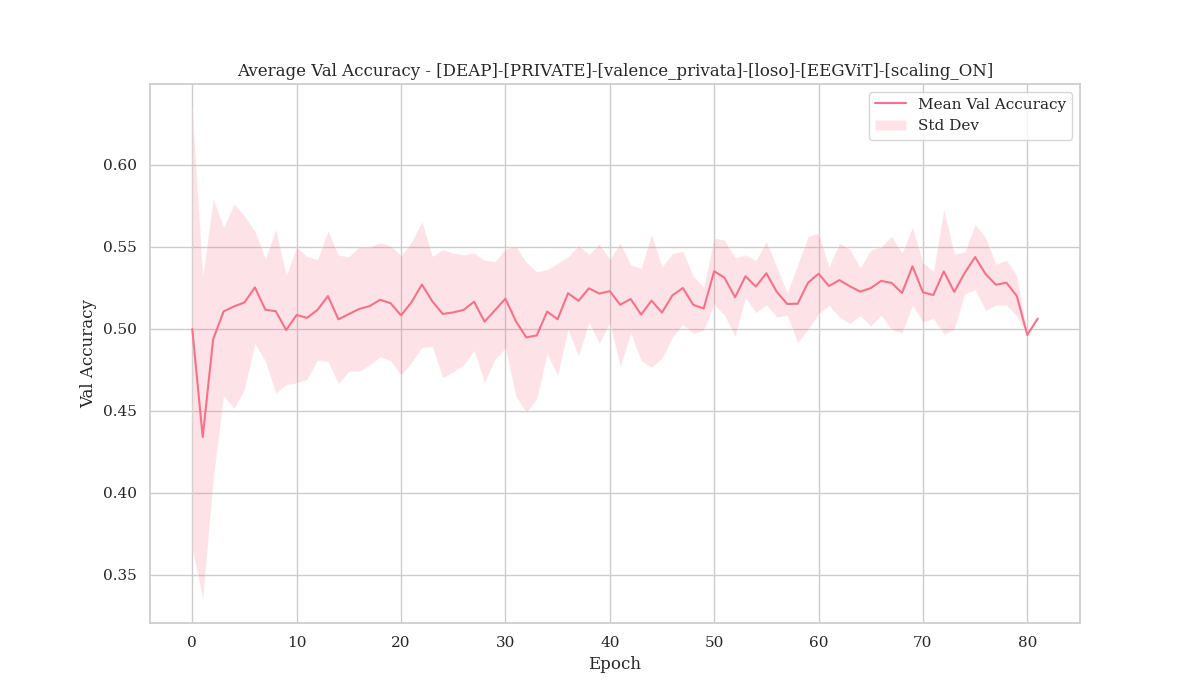 Average Val Accuracy - [DEAP]-[PRIVATE]-[valence_privata]-[loso]-[EEGViT]-[scaling_ON]
Mean Val Accuracy
Std Dev
0.60
0.55
0.50
0.45
0.40
0.35
Val Accuracy
0 10 20 30 40 50 60 70 80
Epoch